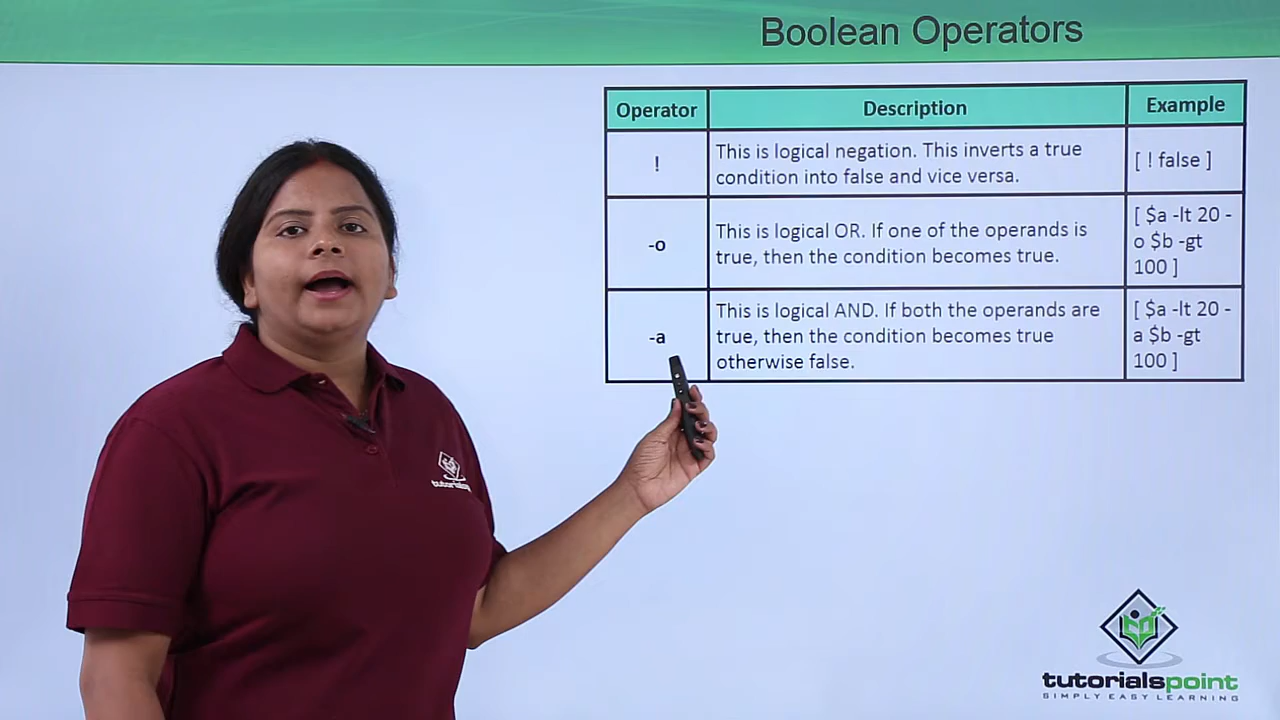 Boolean Operators
Operator
Description
Example
!
This is logical negation. This inverts a true
condition into false and vice versa.
[ ! false ]
-o
This is logical OR. If one of the operands is
true, then the condition becomes true.
[ $a -lt 20 -
o $b -gt
100 ]
-a
This is logical AND. If both the operands are
true, then the condition becomes true
otherwise false.
[ $a -lt 20 -
a $b -gt
100 ]
tutorialspoint
SIMPLY EASY LEARNING